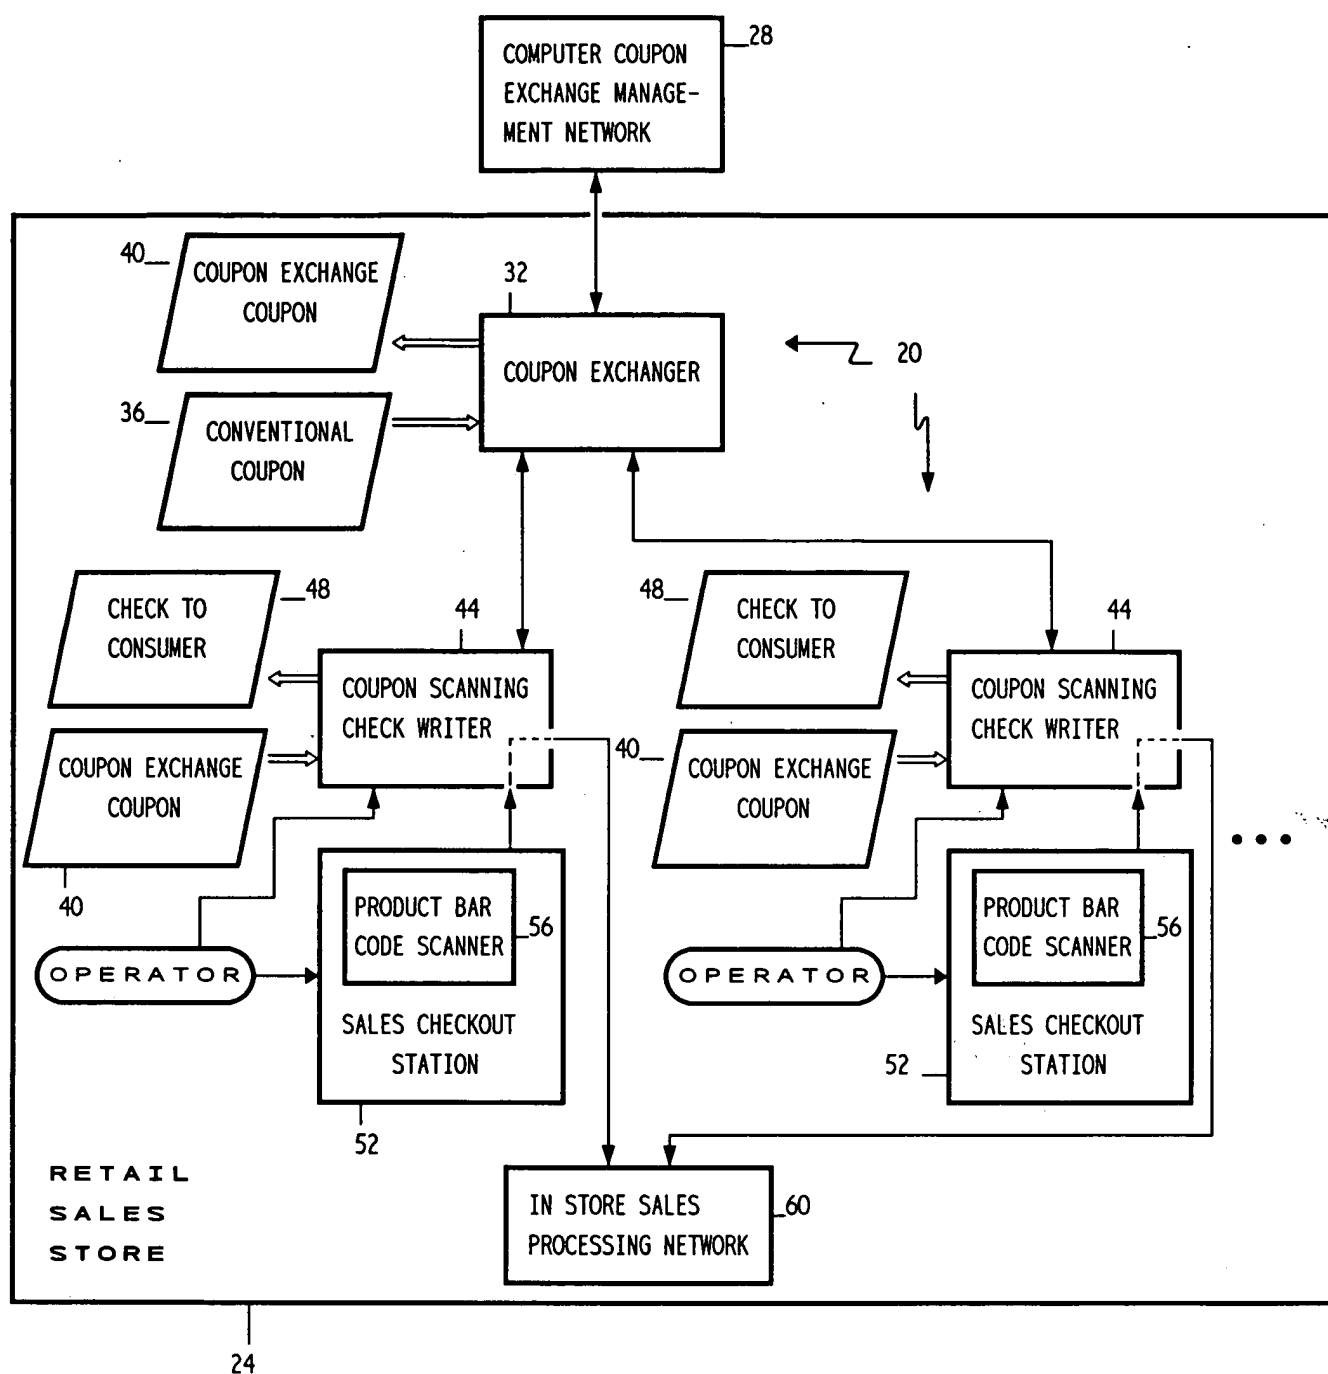 COMPUTER COUPON
EXCHANGE MANAGE-
MENT NETWORK
28
40
COUPON EXCHANGE
COUPON
32
COUPON EXCHANGER
20
36
CONVENTIONAL
COUPON
CHECK TO
CONSUMER
48
44
COUPON SCANNING
CHECK WRITER
COUPON EXCHANGE
COUPON
40
OPERATOR
PRODUCT BAR
CODE SCANNER
56
SALES CHECKOUT
STATION
52
48
CHECK TO
CONSUMER
44
COUPON SCANNING
CHECK WRITER
40
COUPON EXCHANGE
COUPON
OPERATOR
PRODUCT BAR
CODE SCANNER
56
SALES CHECKOUT
STATION
52
RETAIL
SALES
STORE
IN STORE SALES
PROCESSING NETWORK
60
24